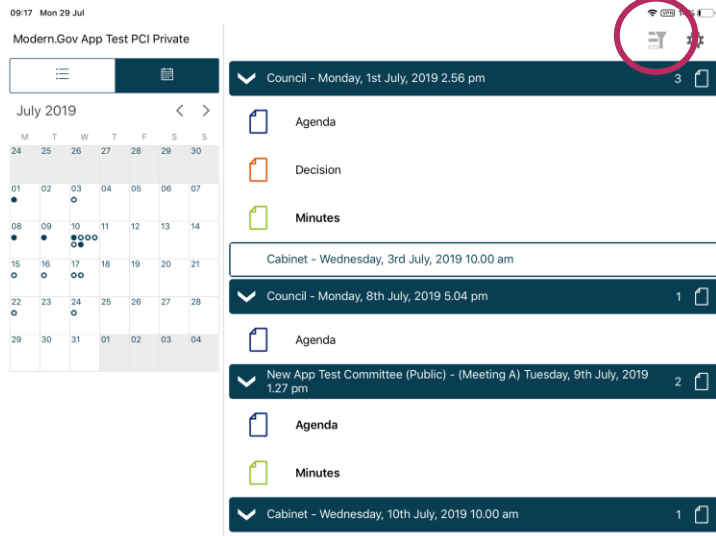 09:17 Mon 29 Jul
VPN
Modern.Gov App Test PCI Private
July 2019
M T W T F S S
24 25 26 27 28 29 30
01 02 03 04 05 06 07
08 09 10 11 12 13 14
15 16 17 18 19 20 21
22 23 24 25 26 27 28
29 30 31 01 02 03 04
Council - Monday, 1st July, 2019 2.56 pm 3
Agenda
Decision
Minutes
Cabinet - Wednesday, 3rd July, 2019 10.00 am
Council - Monday, 8th July, 2019 5.04 pm 1
Agenda
New App Test Committee (Public) - (Meeting A) Tuesday, 9th July, 2019
1.27 pm 2
Agenda
Minutes
Cabinet - Wednesday, 10th July, 2019 10.00 am 1